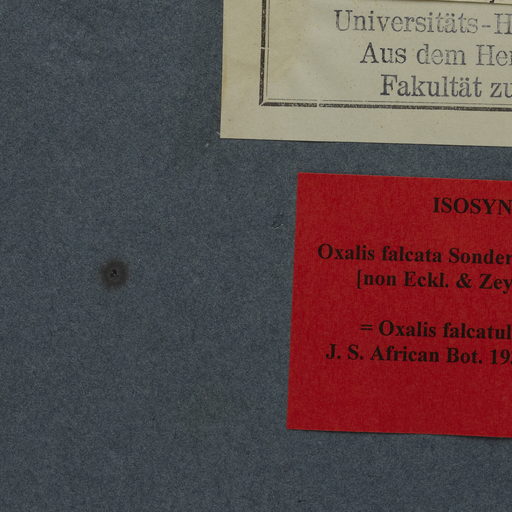 Universitäts-H
Aus dem Her
Fakultät zu
ISOSYN
Oxalis falcata Sonder
[non Eckl. & Zey
= Oxalis falcatul
J. S. African Bot. 19